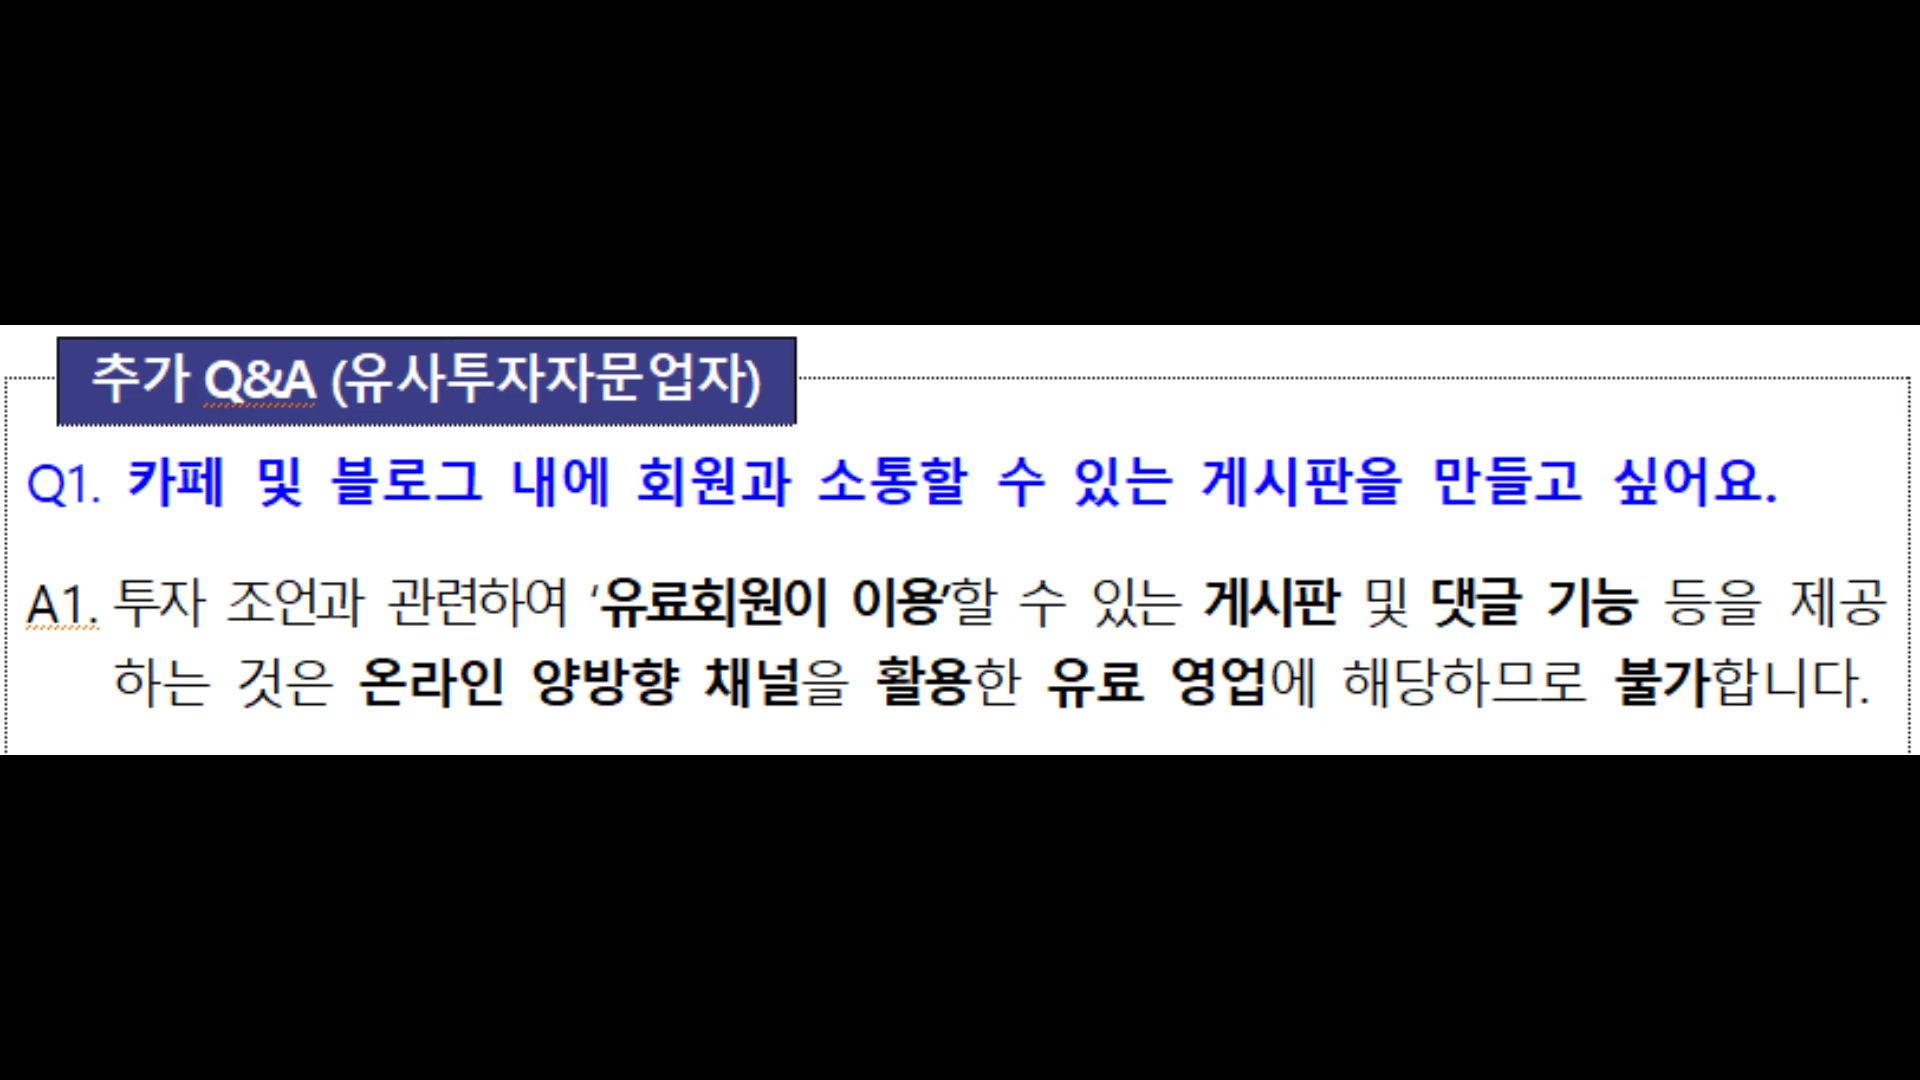 추가 Q&A (유사투자자문업자)
Q1. 카페 및 블로그 내에 회원과 소통할 수 있는 게시판을 만들고 싶어요.
A1. 투자 조언과 관련하여 ‘유료회원이 이용’할 수 있는 게시판 및 댓글 기능 등을 제공
하는 것은 온라인 양방향 채널을 활용한 유료 영업에 해당하므로 불가합니다.